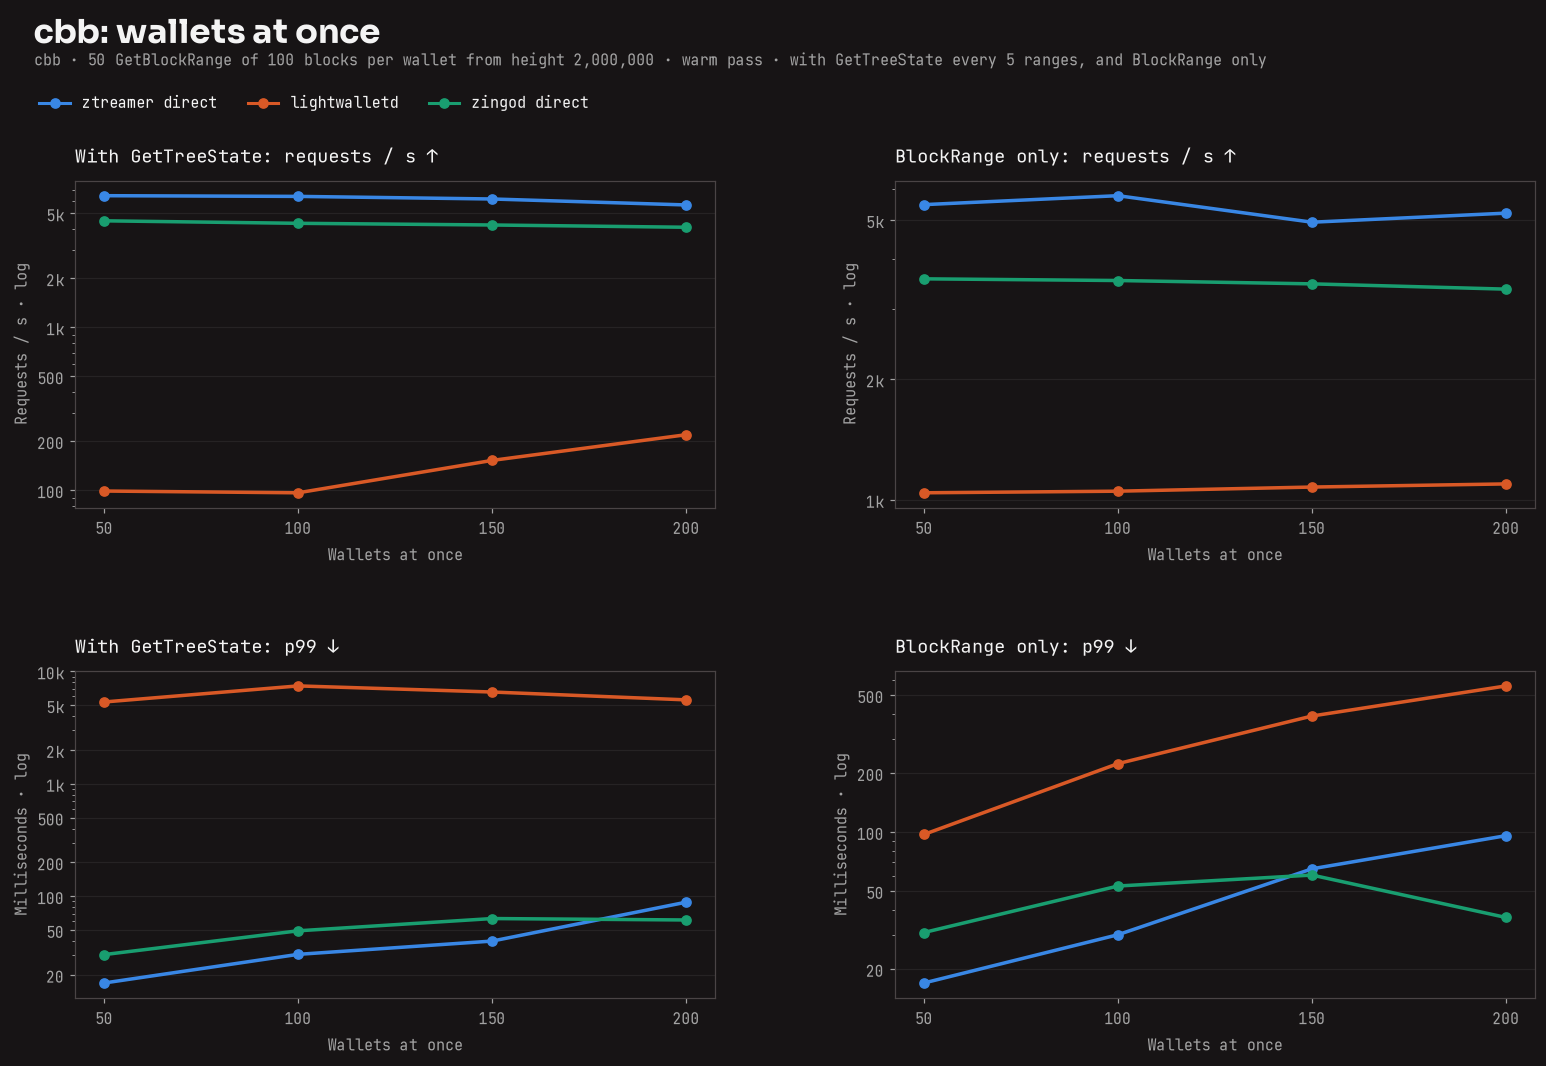 cbb: wallets at once
cbb · 50 GetBlockRange of 100 blocks per wallet from height 2,000,000 · warm pass · with GetTreeState every 5 ranges, and BlockRange only
ztreamer direct
lightwalletd
zingod direct
With GetTreeState: requests / s ↑
Requests / s · log
5k
2k
1k
500
200
100
50
100
150
200
Wallets at once
BlockRange only: requests / s ↑
Requests / s · log
5k
2k
1k
50
100
150
200
Wallets at once
With GetTreeState: p99 ↓
Milliseconds · log
10k
5k
2k
1k
500
200
100
50
20
50
100
150
200
Wallets at once
BlockRange only: p99 ↓
Milliseconds · log
500
200
100
50
20
50
100
150
200
Wallets at once